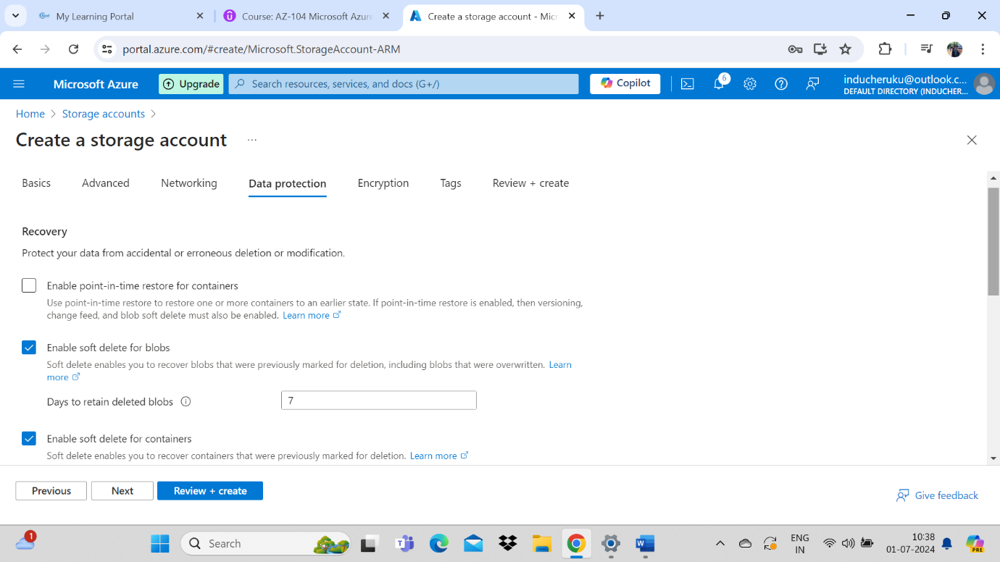 My Learning Portal
Course: AZ-104 Microsoft Azure
Create a storage account - Micr
portal.azure.com/#create/Microsoft.StorageAccount-ARM
Microsoft Azure
Upgrade
Search resources, services, and docs (G+/)
Copilot
6
inducheruku@outlook.c...
DEFAULT DIRECTORY (INDUCHER...
Home > Storage accounts >
Create a storage account ...
Basics Advanced Networking Data protection Encryption Tags Review + create
Recovery
Protect your data from accidental or erroneous deletion or modification.
Enable point-in-time restore for containers
Use point-in-time restore to restore one or more containers to an earlier state. If point-in-time restore is enabled, then versioning,
change feed, and blob soft delete must also be enabled. Learn more
Enable soft delete for blobs
Soft delete enables you to recover blobs that were previously marked for deletion, including blobs that were overwritten. Learn
more
Days to retain deleted blobs 7
Enable soft delete for containers
Soft delete enables you to recover containers that were previously marked for deletion. Learn more
Previous Next Review + create
Give feedback
1
Search
ENG
IN
10:38
01-07-2024
PRE